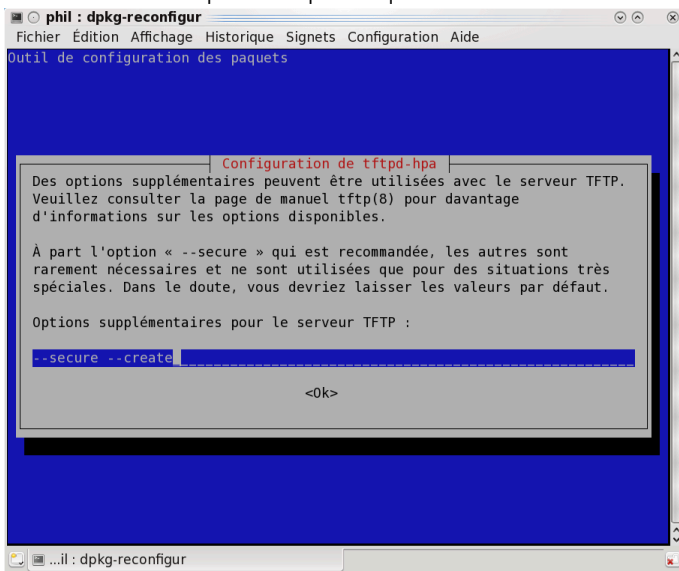 phil : dpkg-reconfigur
Fichier Édition Affichage Historique Signets Configuration Aide
Outil de configuration des paquets
Configuration de tftpd-hpa
Des options supplémentaires peuvent être utilisées avec le serveur TFTP.
Veuillez consulter la page de manuel tftp(8) pour davantage
d'informations sur les options disponibles.
À part l'option « --secure » qui est recommandée, les autres sont
rarement nécessaires et ne sont utilisées que pour des situations très
spéciales. Dans le doute, vous devriez laisser les valeurs par défaut.
Options supplémentaires pour le serveur TFTP :
--secure --create
<Ok>
...il : dpkg-reconfigur